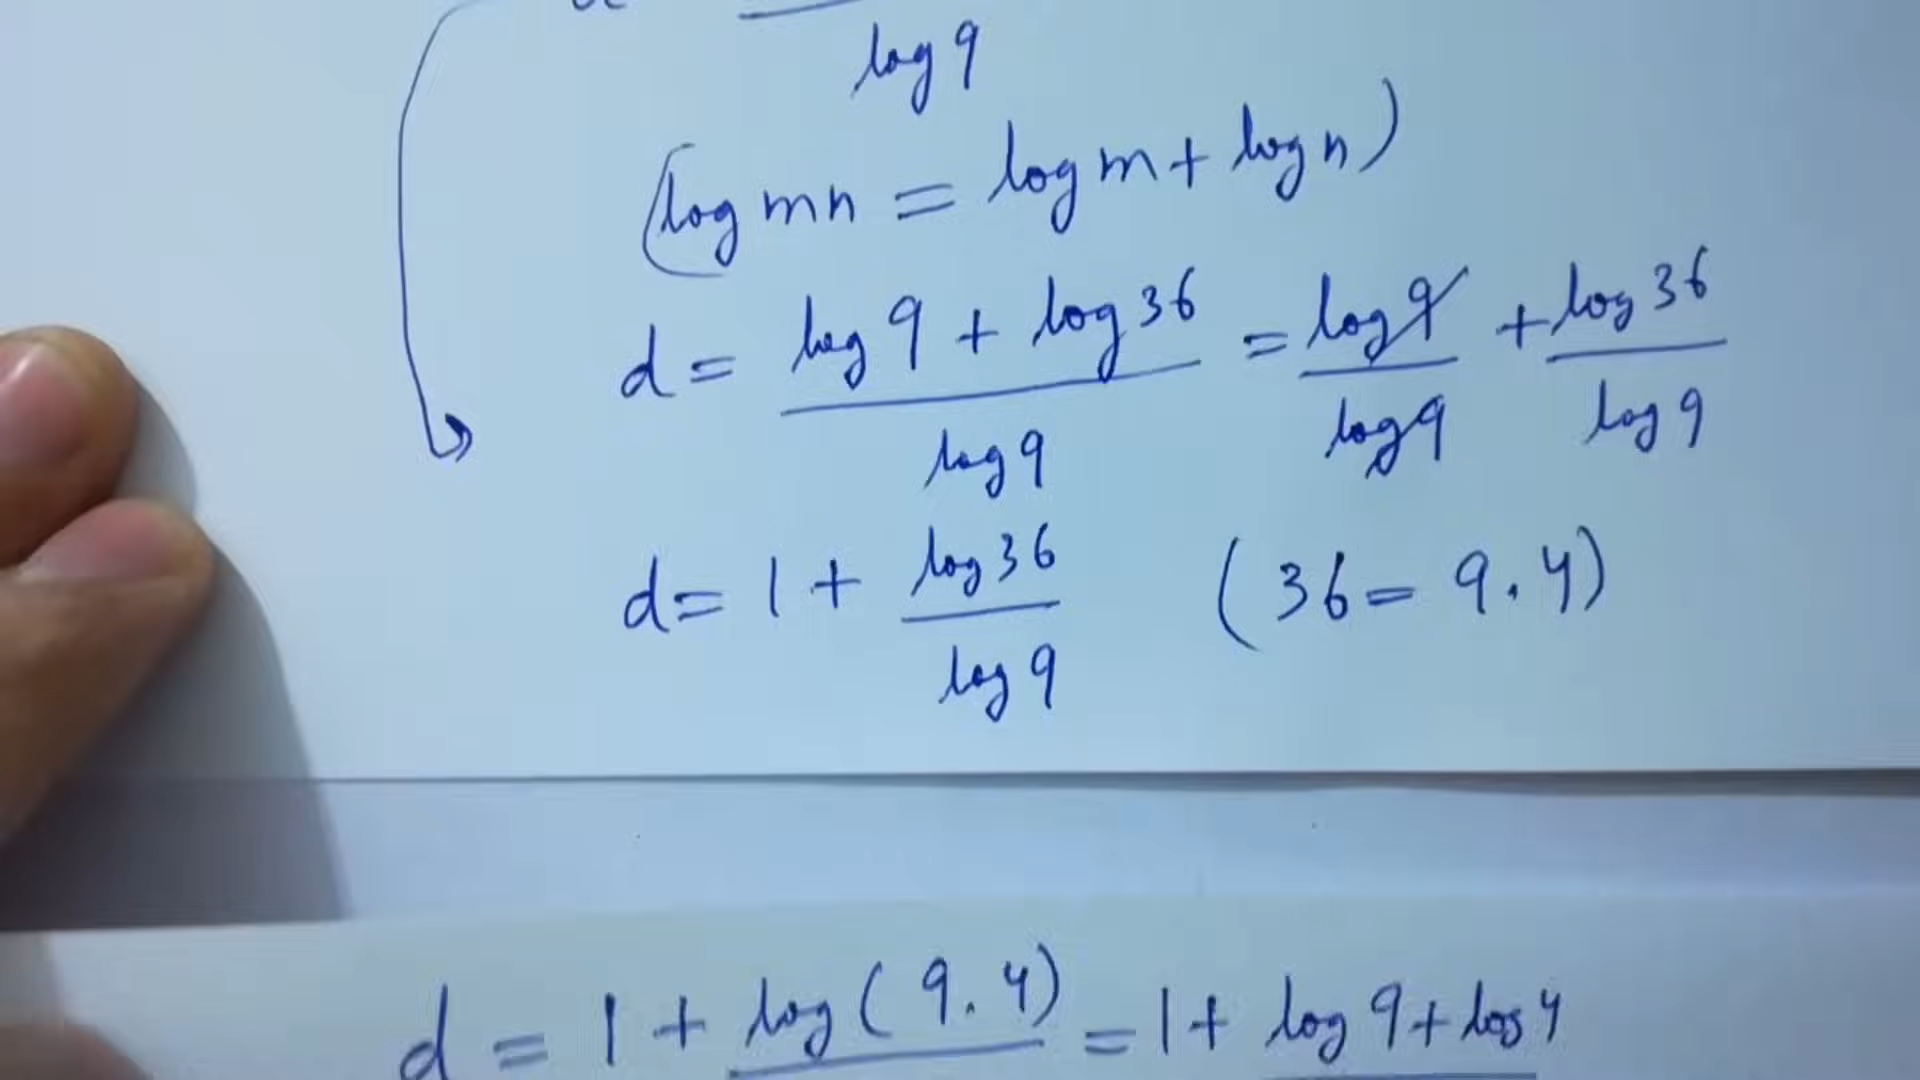 log 9
(log mn = log m + log n)
d = (log 9 + log 36) / log 9 = log 9 / log 9 + log 36 / log 9
d = 1 + log 36 / log 9 (36 = 9.4)
d = 1 + log (9.4) = 1 + log 9 + log 4